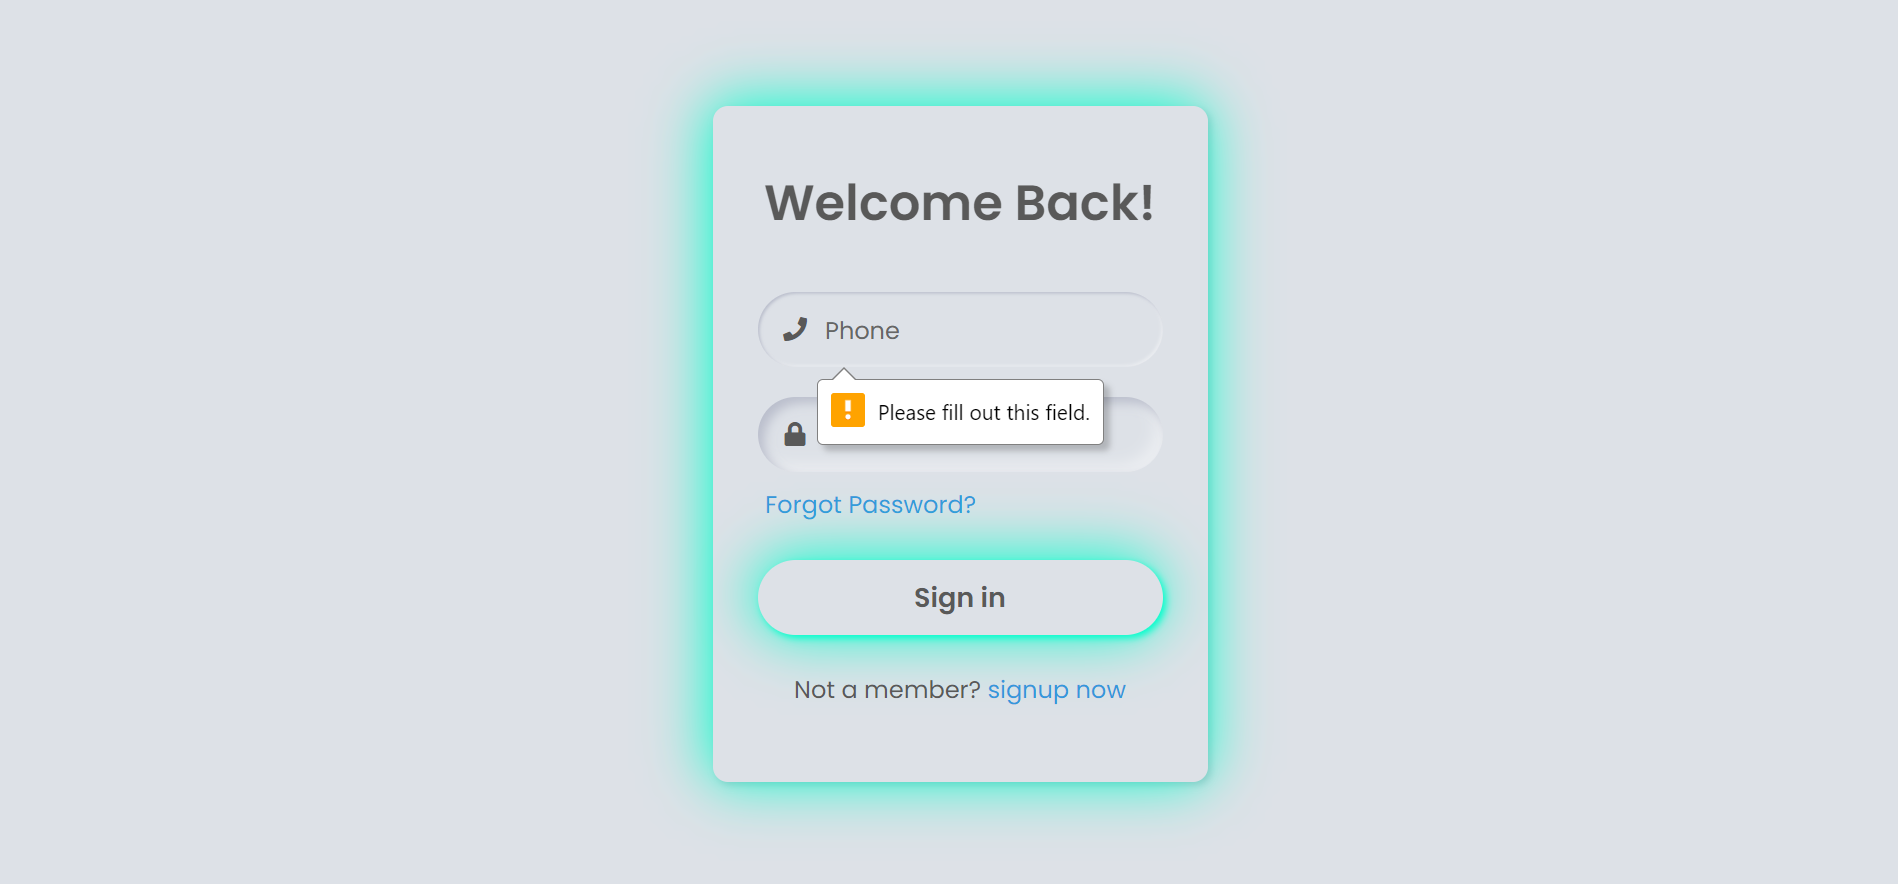 Welcome Back!
Phone
Please fill out this field.
Forgot Password?
Sign in
Not a member? signup now